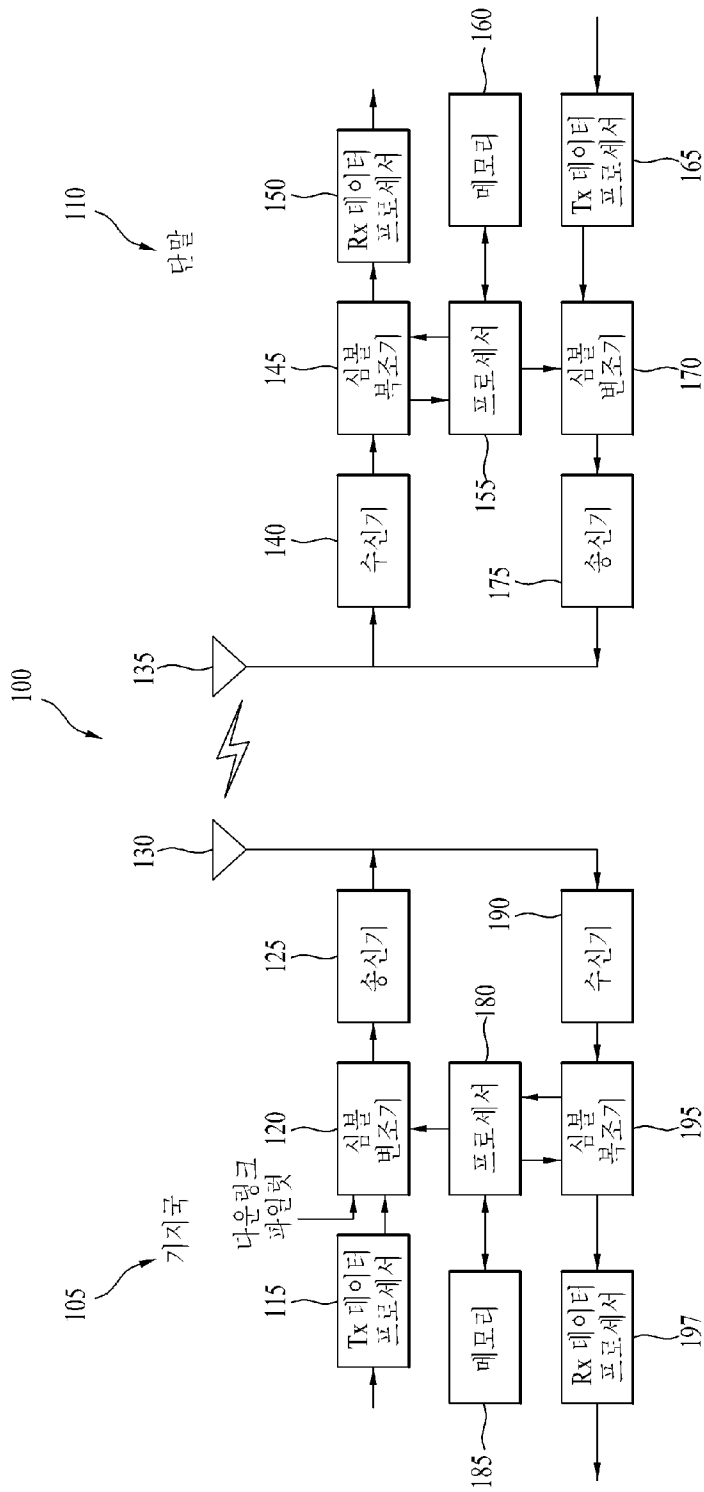 100
105
기지국
110
단말
115
Tx 데이터
프로세서
다운링크
파일럿
120
심볼
변조기
125
송신기
130
135
140
수신기
145
심볼
복조기
150
Rx 데이터
프로세서
185
메모리
180
프로세서
155
프로세서
160
메모리
197
Rx 데이터
프로세서
195
심볼
복조기
190
수신기
175
송신기
170
심볼
변조기
165
Tx 데이터
프로세서